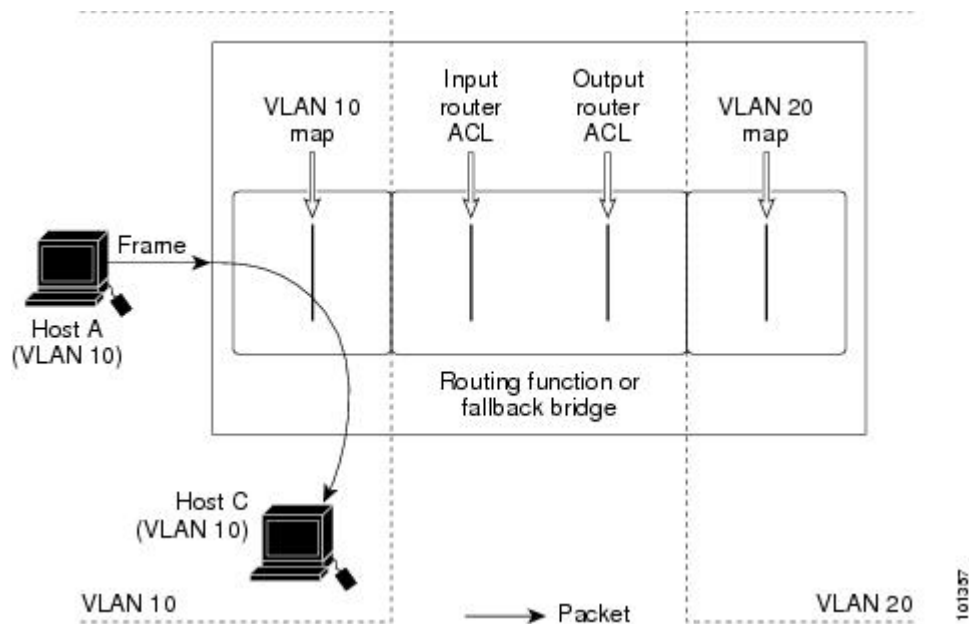 VLAN 10
map
Input
router
ACL
Output
router
ACL
VLAN 20
map
Frame
Host A
(VLAN 10)
Routing function or
fallback bridge
Host C
(VLAN 10)
VLAN 10
Packet
VLAN 20
101357